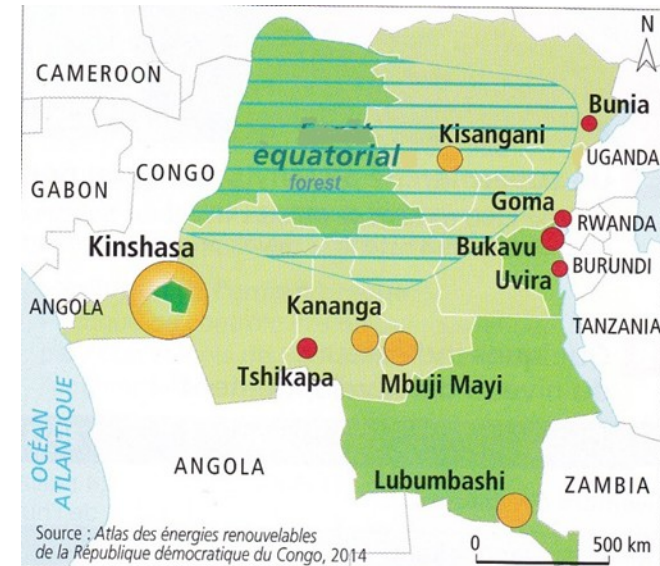 N
CAMEROON
Bunia
Kisangani
equatorial
forest
UGANDA
CONGO
GABON
Goma
RWANDA
Kinshasa
Bukavu
BURUNDI
Uvira
ANGOLA
Kananga
TANZANIA
Tshikapa
Mbuji Mayi
OCÉAN
ATLANTIQUE
ANGOLA
Lubumbashi
ZAMBIA
Source : Atlas des énergies renouvelables
de la République démocratique du Congo, 2014
0 500 km